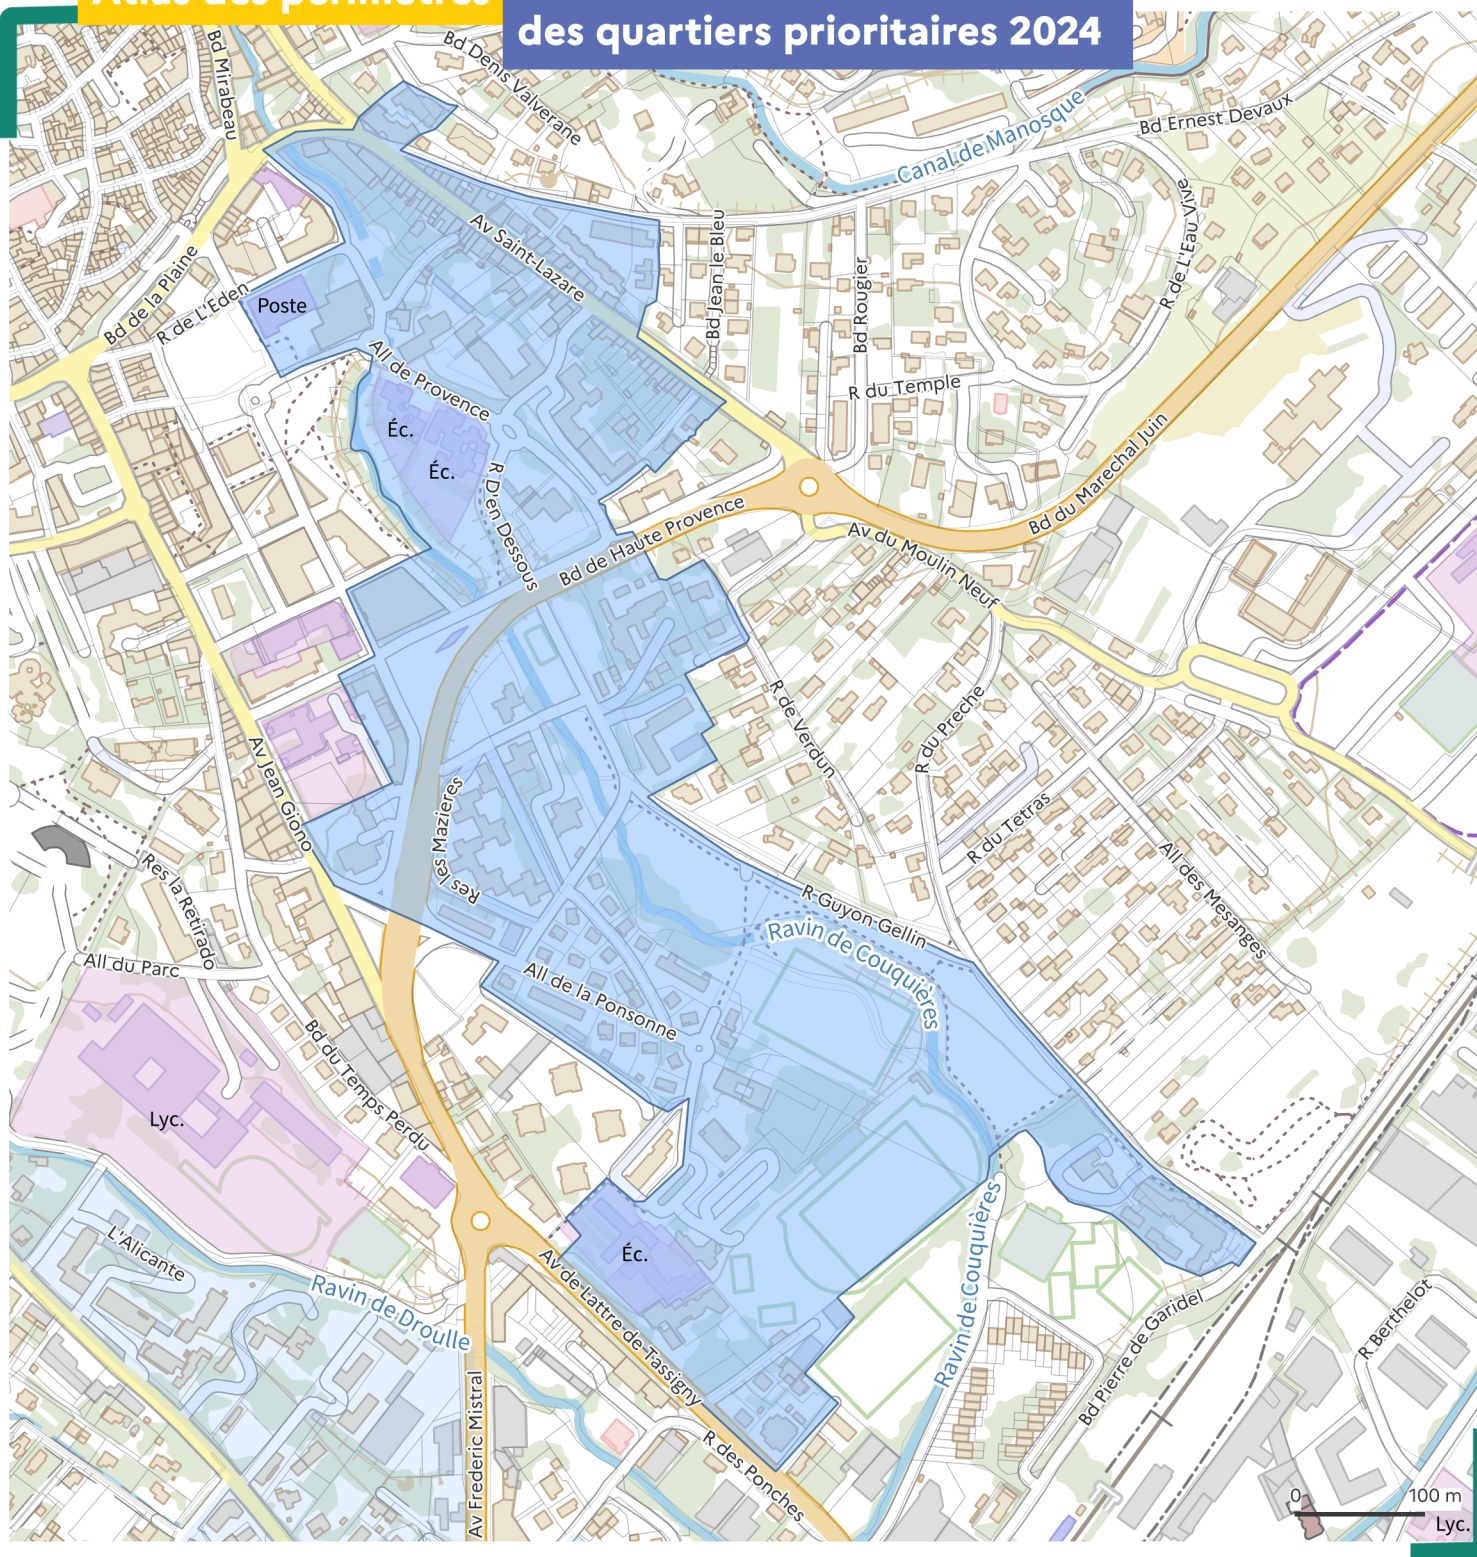 Atlas des périmètres
des quartiers prioritaires 2024
Bd Mirabeau
Bd Denis Valverane
Canal de Manosque
Bd Ernest Devaux
Av Saint-Lazare
Bd Jean le Bleu
Bd Rougier
R de L'Eau Vive
Bd de la Plaine
R de L'Eden
Poste
All de Provence
R du Temple
Éc.
Éc.
R D'en Dessous
Bd de Haute Provence
Bd du Marechal Juin
Av du Moulin Neuf
R de Verdun
R du Preche
Av Jean Giono
Res les Mazieres
R du Tetras
All des Mesanges
Res la Retirado
R Guyon Gellin
Ravin de Couquières
All du Parc
All de la Ponsonne
Bd du Temps Perdu
Lyc.
L'Alicante
Ravin de Droulle
Éc.
Av de Lattre de Tassigny
Ravin de Couquières
Bd Pierre de Garidel
R Berthelot
Av Frederic Mistral
R des Ponches
0 100 m
Lyc.